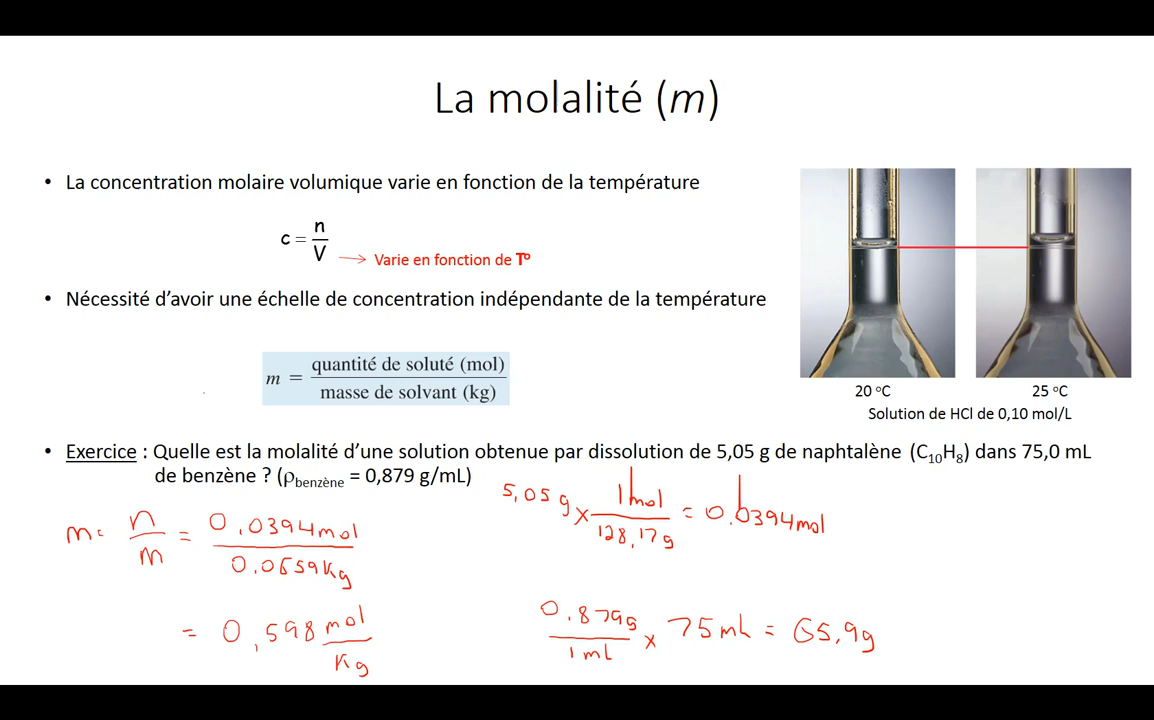 La molalité (m)
• La concentration molaire volumique varie en fonction de la température
c = n/V → Varie en fonction de T°
• Nécessité d'avoir une échelle de concentration indépendante de la température
m = quantité de soluté (mol) / masse de solvant (kg)
20 °C
25 °C
Solution de HCl de 0,10 mol/L
• Exercice : Quelle est la molalité d'une solution obtenue par dissolution de 5,05 g de naphtalène (C₁₀H₈) dans 75,0 mL
de benzène ? (ρbenzène = 0,879 g/mL)
5,05 g × 1 mol / 128,17 g = 0.0394 mol
m = n/m = 0.0394 mol / 0.0659 kg
= 0,598 mol/kg
0.879 g / 1 mL × 75 mL = 65,9 g